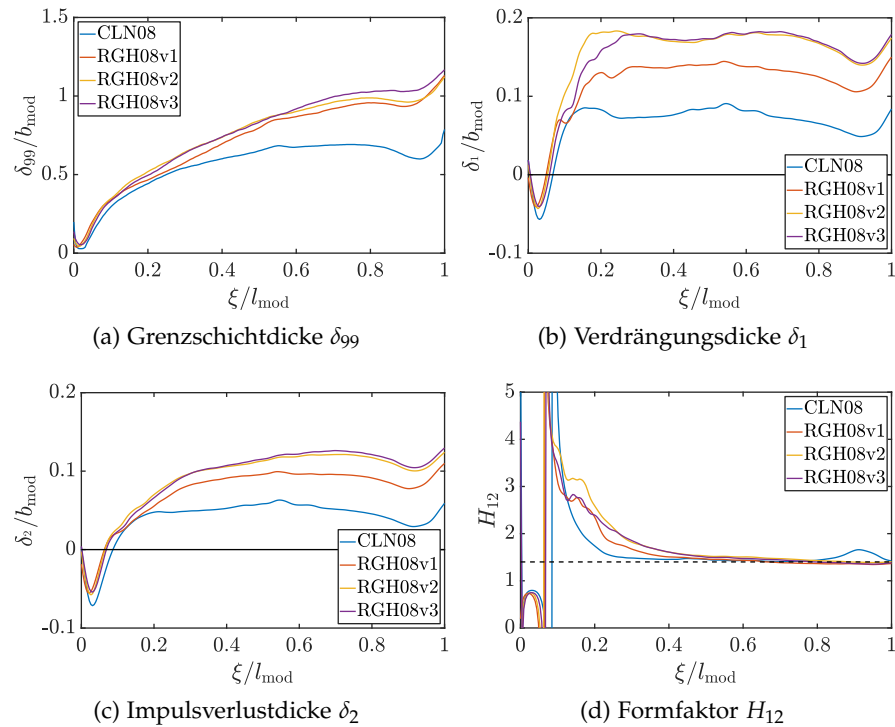 1.5
1
0.5
0
δ99/bmod
CLN08
RGH08v1
RGH08v2
RGH08v3
0 0.2 0.4 0.6 0.8 1
ξ/lmod
(a) Grenzschichtdicke δ99
0.2
0.1
0
-0.1
δ1/bmod
CLN08
RGH08v1
RGH08v2
RGH08v3
0 0.2 0.4 0.6 0.8 1
ξ/lmod
(b) Verdrängungsdicke δ1
0.2
0.1
0
-0.1
δ2/bmod
CLN08
RGH08v1
RGH08v2
RGH08v3
0 0.2 0.4 0.6 0.8 1
ξ/lmod
(c) Impulsverlustdicke δ2
5
4
3
2
1
0
H12
CLN08
RGH08v1
RGH08v2
RGH08v3
0 0.2 0.4 0.6 0.8 1
ξ/lmod
(d) Formfaktor H12